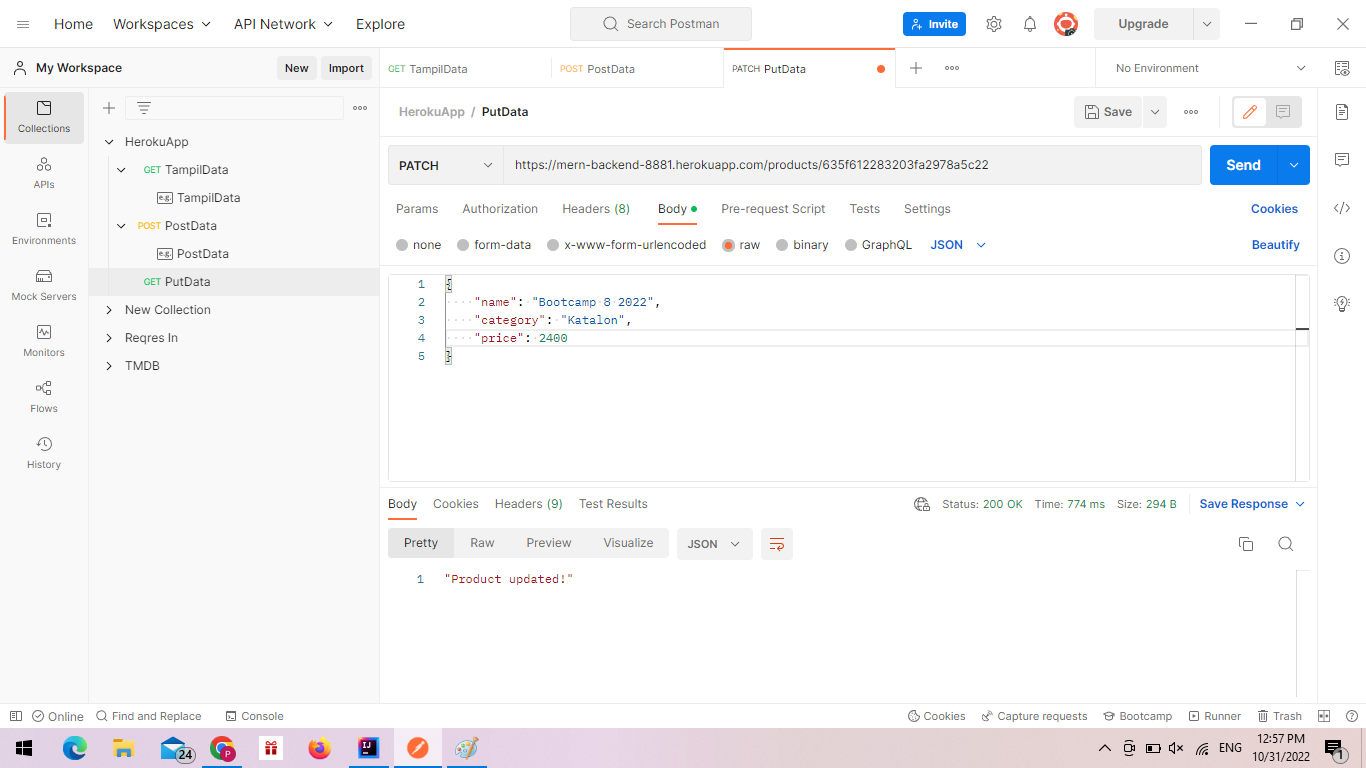 Home Workspaces API Network Explore Search Postman Invite Upgrade
My Workspace New Import GET TampilData POST PostData PATCH PutData No Environment
Collections
APIs
Environments
Mock Servers
Monitors
Flows
History
HerokuApp
GET TampilData
e.g. TampilData
POST PostData
e.g. PostData
GET PutData
New Collection
Reqres In
TMDB
HerokuApp / PutData Save
PATCH https://mern-backend-8881.herokuapp.com/products/635f612283203fa2978a5c22 Send
Params Authorization Headers (8) Body Pre-request Script Tests Settings Cookies
none form-data x-www-form-urlencoded raw binary GraphQL JSON Beautify
1 {
2 "name": "Bootcamp 8 2022",
3 "category": "Katalon",
4 "price": 2400
5 }
Body Cookies Headers (9) Test Results Status: 200 OK Time: 774 ms Size: 294 B Save Response
Pretty Raw Preview Visualize JSON
1 "Product updated!"
Online Find and Replace Console Cookies Capture requests Bootcamp Runner Trash
24 P IJ ENG 12:57 PM 1
10/31/2022